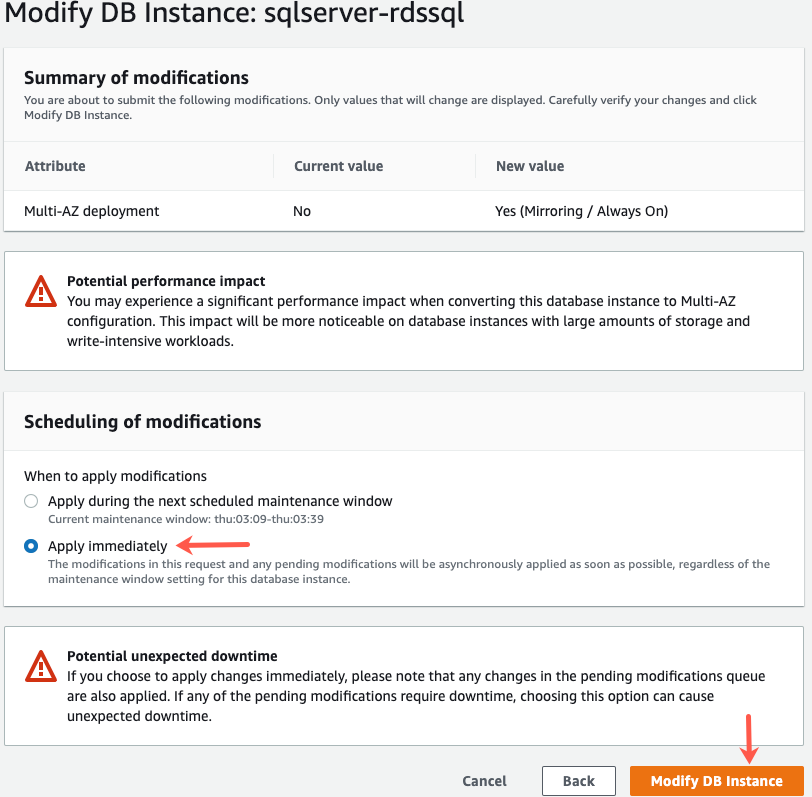 Modify DB Instance: sqlserver-rdssql
Summary of modifications
You are about to submit the following modifications. Only values that will change are displayed. Carefully verify your changes and click
Modify DB Instance.
Attribute Current value New value
Multi-AZ deployment No Yes (Mirroring / Always On)
Potential performance impact
You may experience a significant performance impact when converting this database instance to Multi-AZ
configuration. This impact will be more noticeable on database instances with large amounts of storage and
write-intensive workloads.
Scheduling of modifications
When to apply modifications
Apply during the next scheduled maintenance window
Current maintenance window: thu:03:09-thu:03:39
Apply immediately
The modifications in this request and any pending modifications will be asynchronously applied as soon as possible, regardless of the
maintenance window setting for this database instance.
Potential unexpected downtime
If you choose to apply changes immediately, please note that any changes in the pending modifications queue
are also applied. If any of the pending modifications require downtime, choosing this option can cause
unexpected downtime.
Cancel Back Modify DB Instance